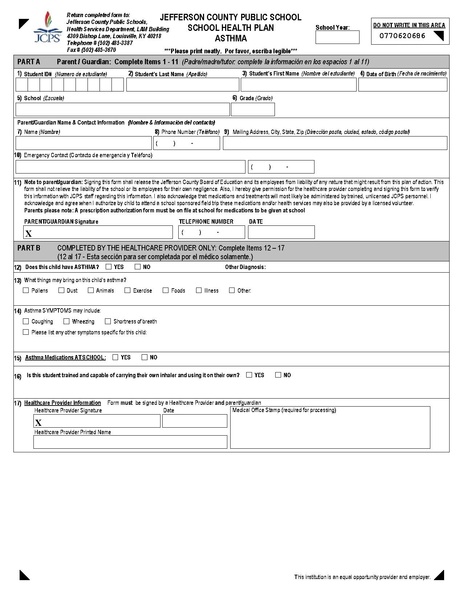 Return completed form to:
Jefferson County Public Schools,
Health Services Department, LAM Building
4309 Bishop Lane, Louisville, KY 40218
Telephone # (502) 485-3387
Fax # (502) 485-3670
JCPS
JEFFERSON COUNTY PUBLIC SCHOOL
SCHOOL HEALTH PLAN
ASTHMA
***Please print neatly. Por favor, escriba legible***
School Year:
DO NOT WRITE IN THIS AREA
0770620686
PART A Parent / Guardian: Complete Items 1 - 11 (Padre/madre/tutor: complete la información en los espacios 1 al 11)
1) Student ID# (Número de estudiante) 2) Student's Last Name (Apellido) 3) Student's First Name (Nombre del estudiante) 4) Date of Birth (Fecha de nacimiento)
5) School (Escuela) 6) Grade (Grado)
Parent/Guardian Name & Contact Information (Nombre & Información del contacto)
7) Name (Nombre) 8) Phone Number (Teléfono) 9) Mailing Address, City, State, Zip (Dirección postal, ciudad, estado, código postal)
( ) -
10) Emergency Contact (Contacto de emergencia y Teléfono)
( ) -
11) Note to parent/guardian: Signing this form shall release the Jefferson County Board of Education and its employees from liability of any nature that might result from this plan of action. This
form shall not relieve the liability of the school or its employees for their own negligence. Also, I hereby give permission for the healthcare provider completing and signing this form to verify
this information with JCPS staff regarding this information. I also acknowledge that medications and treatments will most likely be administered by trained, unlicensed JCPS personnel. I
acknowledge and agree when I authorize by child to attend a school sponsored field trip these medications and/or health services may also be provided by a licensed volunteer.
Parents please note: A prescription authorization form must be on file at school for medications to be given at school
PARENT/GUARDIAN Signature TELEPHONE NUMBER DATE
X ( ) -
PART B COMPLETED BY THE HEALTHCARE PROVIDER ONLY: Complete Items 12 – 17
(12 al 17 - Esta sección para ser completada por el médico solamente.)
12) Does this child have ASTHMA? YES NO Other Diagnosis:
13) What things may bring on this child's asthma?
Pollens Dust Animals Exercise Foods Illness Other:
14) Asthma SYMPTOMS may include:
Coughing Wheezing Shortness of breath
Please list any other symptoms specific for this child:
15) Asthma Medications AT SCHOOL: YES NO
16) Is this student trained and capable of carrying their own inhaler and using it on their own? YES NO
17) Healthcare Provider Information Form must be signed by a Healthcare Provider and parent/guardian
Healthcare Provider Signature Date Medical Office Stamp (required for processing)
X
Healthcare Provider Printed Name
This institution is an equal opportunity provider and employer.